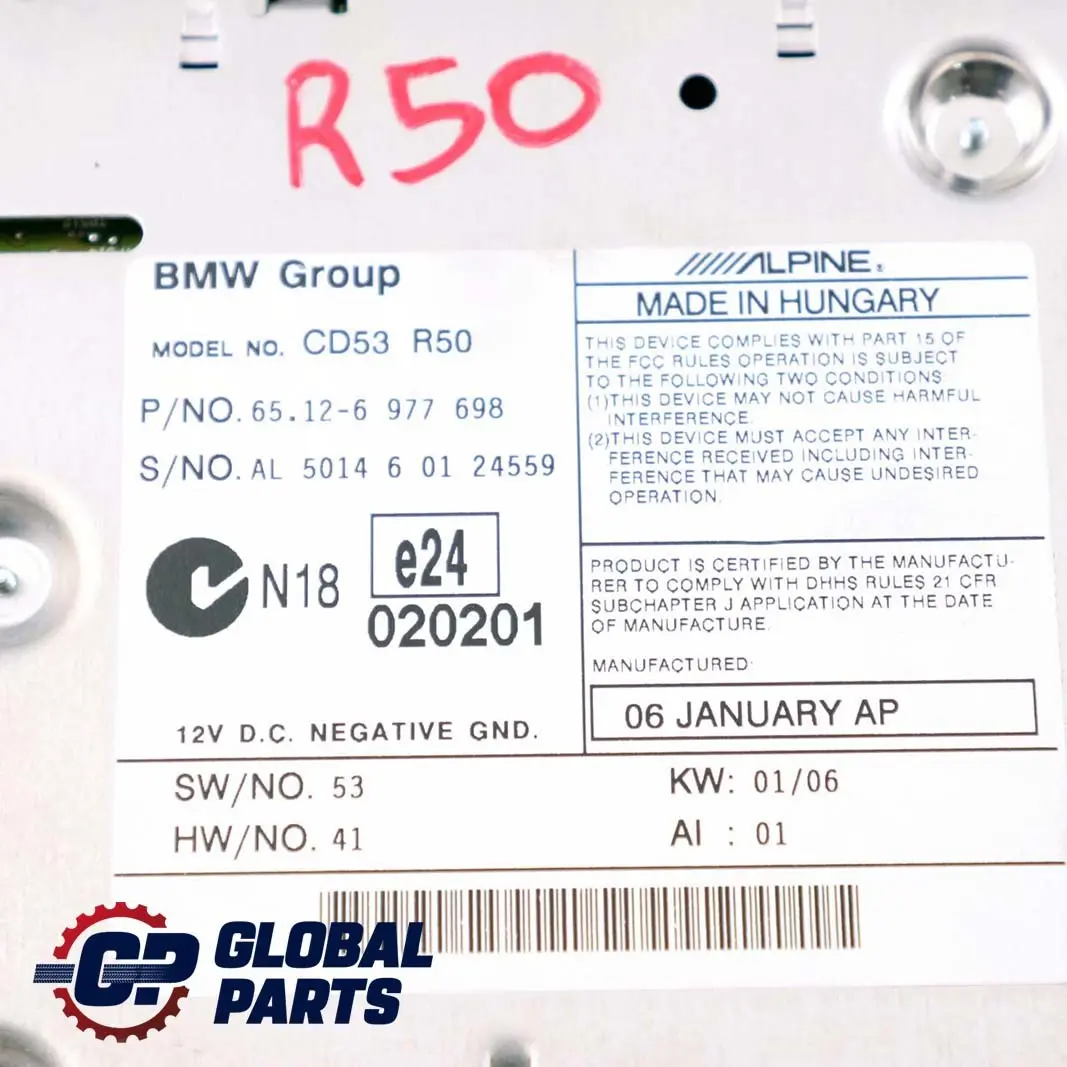 R50
BMW Group
MODEL NO. CD53 R50
P/NO. 65.12-6 977 698
S/NO. AL 5014 6 01 24559
N18
e24
020201
12V D.C. NEGATIVE GND.
ALPINE®
MADE IN HUNGARY
THIS DEVICE COMPLIES WITH PART 15 OF
THE FCC RULES OPERATION IS SUBJECT
TO THE FOLLOWING TWO CONDITIONS:
(1)THIS DEVICE MAY NOT CAUSE HARMFUL
INTERFERENCE.
(2)THIS DEVICE MUST ACCEPT ANY INTER-
FERENCE RECEIVED INCLUDING INTER-
FERENCE THAT MAY CAUSE UNDESIRED
OPERATION.
PRODUCT IS CERTIFIED BY THE MANUFACTU-
RER TO COMPLY WITH DHHS RULES 21 CFR
SUBCHAPTER J APPLICATION AT THE DATE
OF MANUFACTURE.
MANUFACTURED:
06 JANUARY AP
SW/NO. 53
KW: 01/06
HW/NO. 41
AI : 01
CP GLOBAL
PARTS